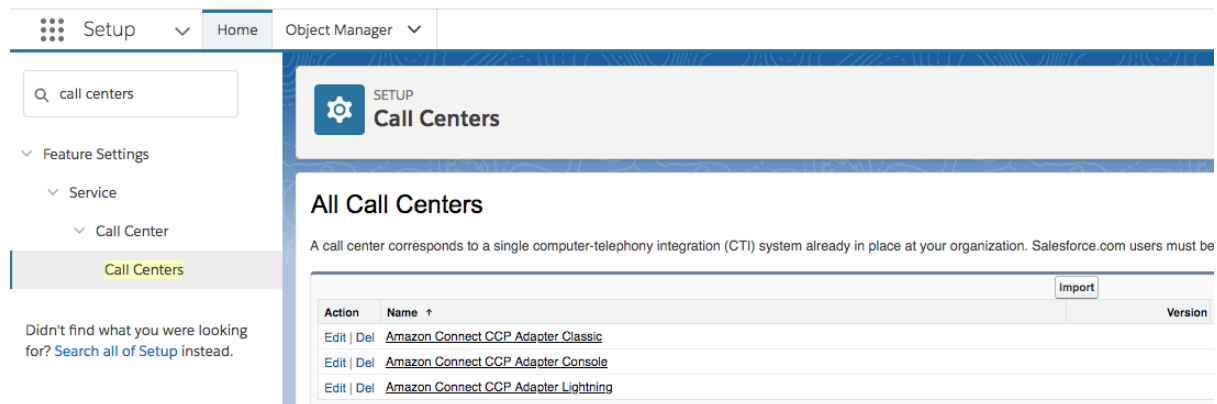 Setup
Home
Object Manager
call centers
Feature Settings
Service
Call Center
Call Centers
Didn't find what you were looking
for? Search all of Setup instead.
SETUP
Call Centers
All Call Centers
A call center corresponds to a single computer-telephony integration (CTI) system already in place at your organization. Salesforce.com users must be
Import
Action Name ↑ Version
Edit | Del Amazon Connect CCP Adapter Classic
Edit | Del Amazon Connect CCP Adapter Console
Edit | Del Amazon Connect CCP Adapter Lightning